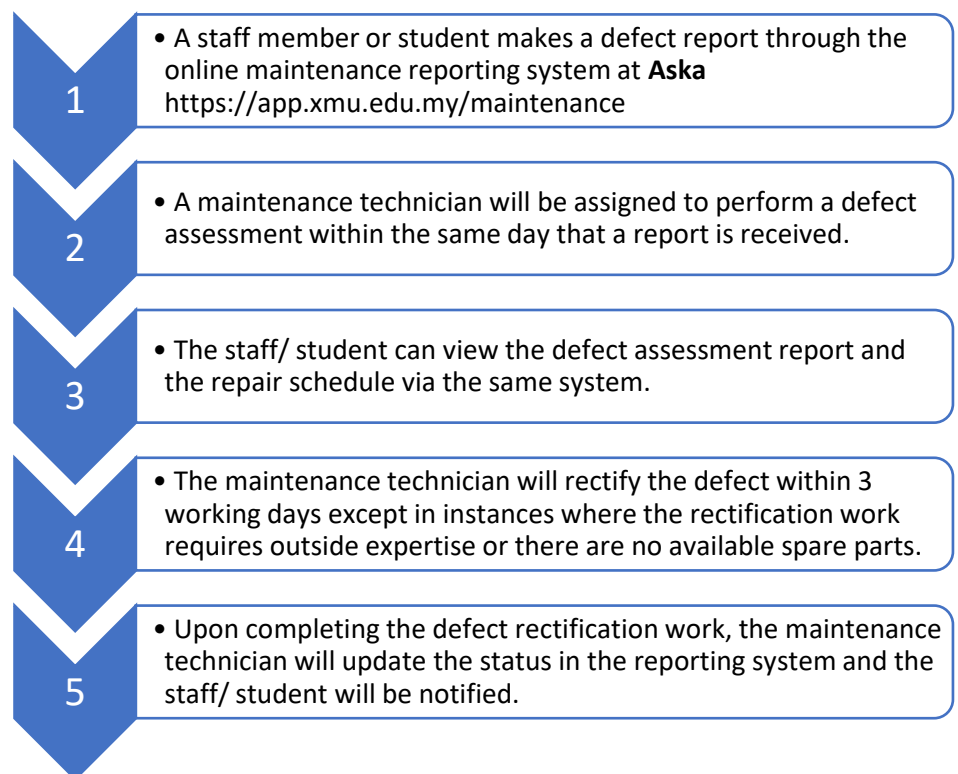 1
• A staff member or student makes a defect report through the
online maintenance reporting system at Aska
https://app.xmu.edu.my/maintenance
2
• A maintenance technician will be assigned to perform a defect
assessment within the same day that a report is received.
3
• The staff/ student can view the defect assessment report and
the repair schedule via the same system.
4
• The maintenance technician will rectify the defect within 3
working days except in instances where the rectification work
requires outside expertise or there are no available spare parts.
5
• Upon completing the defect rectification work, the maintenance
technician will update the status in the reporting system and the
staff/ student will be notified.